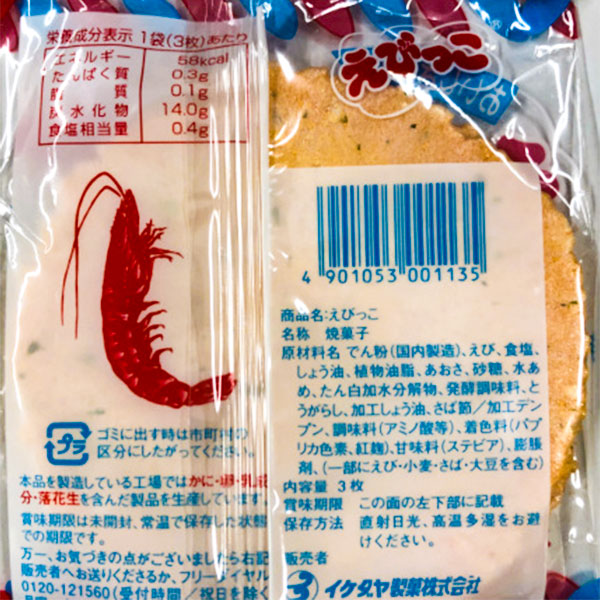 栄養成分表示 1袋(3枚)あたり
エネルギー 58kcal
たんぱく質 0.3g
脂質 0.1g
炭水化物 14.0g
食塩相当量 0.4g
えびっこ
4 901053 001135
商品名:えびっこ
名称 焼菓子
原材料名 でん粉(国内製造)、えび、食塩、
しょう油、植物油脂、あおさ、砂糖、水あ
め、たん白加水分解物、発酵調味料、と
うがらし、加工しょう油、さば節/加工デン
プン、調味料(アミノ酸等)、着色料(パプ
リカ色素、紅麹)、甘味料(ステビア)、膨脹
剤、(一部にえび・小麦・さば・大豆を含む)
内容量 3枚
賞味期限 この面の左下部に記載
保存方法 直射日光、高温多湿をお避
けください。
販売者
イケダヤ製菓株式会社
プラ
ゴミに出す時は市町村の
区分にしたがってください。
本品を製造している工場ではかに・卵・乳成
分・落花生を含んだ製品を生産しています。
賞味期限は未開封、常温で保存した状態
での期限です。
万一、お気づきの点がございましたら右記
販売者へお送りくださるか、フリーダイヤル
0120-121560(受付時間 / 祝日を除く